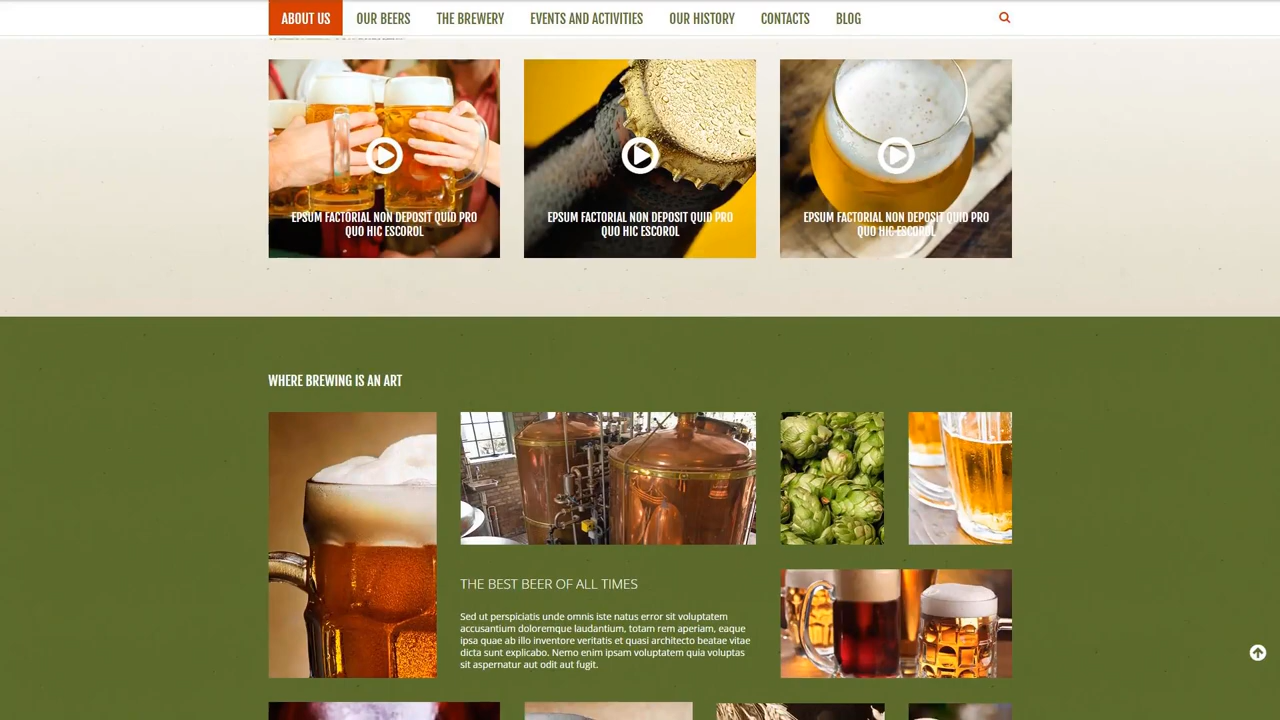 ABOUT US OUR BEERS THE BREWERY EVENTS AND ACTIVITIES OUR HISTORY CONTACTS BLOG
EPSUM FACTORIAL NON DEPOSIT QUID PRO
QUO HIC ESCOROL
EPSUM FACTORIAL NON DEPOSIT QUID PRO
QUO HIC ESCOROL
EPSUM FACTORIAL NON DEPOSIT QUID PRO
QUO HIC ESCOROL
WHERE BREWING IS AN ART
THE BEST BEER OF ALL TIMES
Sed ut perspiciatis unde omnis iste natus error sit voluptatem
accusantium doloremque laudantium, totam rem aperiam, eaque
ipsa quae ab illo inventore veritatis et quasi architecto beatae vitae
dicta sunt explicabo. Nemo enim ipsam voluptatem quia voluptas
sit aspernatur aut odit aut fugit.